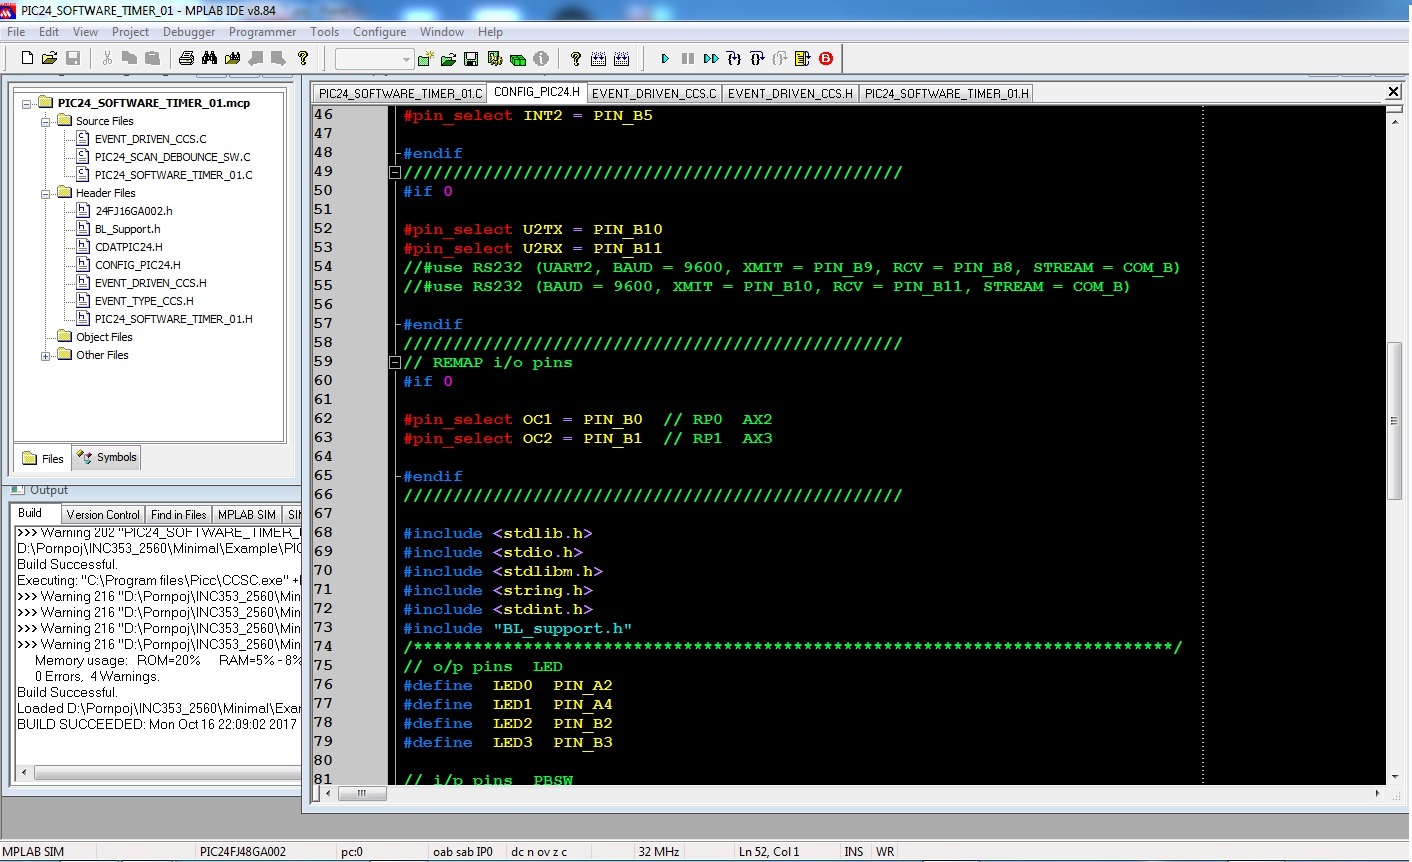 PIC24_SOFTWARE_TIMER_01 - MPLAB IDE v8.84
File Edit View Project Debugger Programmer Tools Configure Window Help
PIC24_SOFTWARE_TIMER_01.mcp
Source Files
EVENT_DRIVEN_CCS.C
PIC24_SCAN_DEBOUNCE_SW.C
PIC24_SOFTWARE_TIMER_01.C
Header Files
24FJ16GA002.h
BL_Support.h
CDATPIC24.H
CONFIG_PIC24.H
EVENT_DRIVEN_CCS.H
EVENT_TYPE_CCS.H
PIC24_SOFTWARE_TIMER_01.H
Object Files
Other Files
Files Symbols
Output
Build Version Control Find in Files MPLAB SIM SIM
>>> Warning 202 "PIC24_SOFTWARE_TIMER_
D:\Pornpoj\INC353_2560\Minimal\Example\PIC
Build Successful.
Executing: "C:\Program files\Picc\CCSC.exe" +
>>> Warning 216 "D:\Pornpoj\INC353_2560\Min
>>> Warning 216 "D:\Pornpoj\INC353_2560\Min
>>> Warning 216 "D:\Pornpoj\INC353_2560\Min
>>> Warning 216 "D:\Pornpoj\INC353_2560\Min
Memory usage: ROM=20% RAM=5% - 8%
0 Errors, 4 Warnings.
Build Successful.
Loaded D:\Pornpoj\INC353_2560\Minimal\Exar
BUILD SUCCEEDED: Mon Oct 16 22:09:02 2017
PIC24_SOFTWARE_TIMER_01.C CONFIG_PIC24.H EVENT_DRIVEN_CCS.C EVENT_DRIVEN_CCS.H PIC24_SOFTWARE_TIMER_01.H
46 #pin_select INT2 = PIN_B5
47
48 #endif
49 //////////////////////////////////////////////////
50 #if 0
51
52 #pin_select U2TX = PIN_B10
53 #pin_select U2RX = PIN_B11
54 //#use RS232 (UART2, BAUD = 9600, XMIT = PIN_B9, RCV = PIN_B8, STREAM = COM_B)
55 //#use RS232 (BAUD = 9600, XMIT = PIN_B10, RCV = PIN_B11, STREAM = COM_B)
56
57 #endif
58 //////////////////////////////////////////////////
59 // REMAP i/o pins
60 #if 0
61
62 #pin_select OC1 = PIN_B0 // RP0 AX2
63 #pin_select OC2 = PIN_B1 // RP1 AX3
64
65 #endif
66 //////////////////////////////////////////////////
67
68 #include <stdlib.h>
69 #include <stdio.h>
70 #include <stdlibm.h>
71 #include <string.h>
72 #include <stdint.h>
73 #include "BL_support.h"
74 /****************************************************************************/
75 // o/p pins LED
76 #define LED0 PIN_A2
77 #define LED1 PIN_A4
78 #define LED2 PIN_B2
79 #define LED3 PIN_B3
80
81 // i/p pins PBSW
MPLAB SIM PIC24FJ48GA002 pc:0 oab sab IP0 dc n ov z c 32 MHz Ln 52, Col 1 INS WR